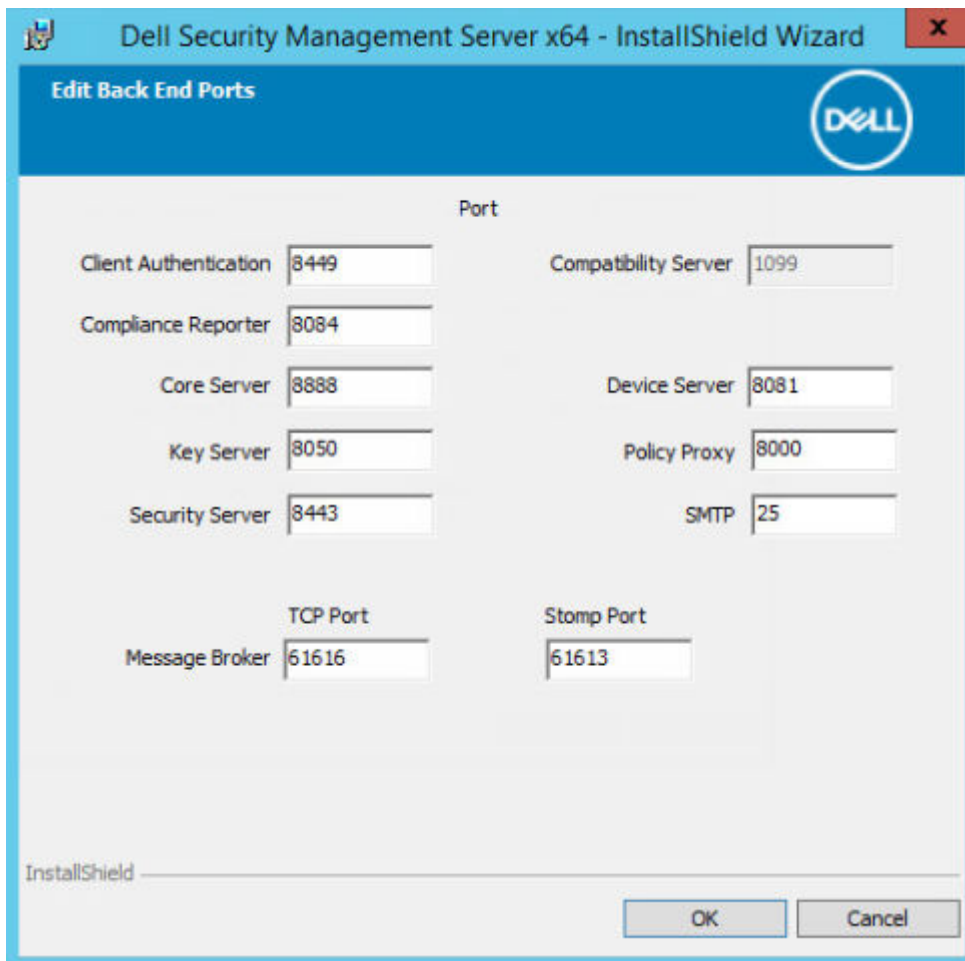 Dell Security Management Server x64 - InstallShield Wizard
x
Edit Back End Ports
DELL
Port
Client Authentication 8449 Compatibility Server 1099
Compliance Reporter 8084
Core Server 8888 Device Server 8081
Key Server 8050 Policy Proxy 8000
Security Server 8443 SMTP 25
TCP Port Stomp Port
Message Broker 61616 61613
InstallShield
OK Cancel